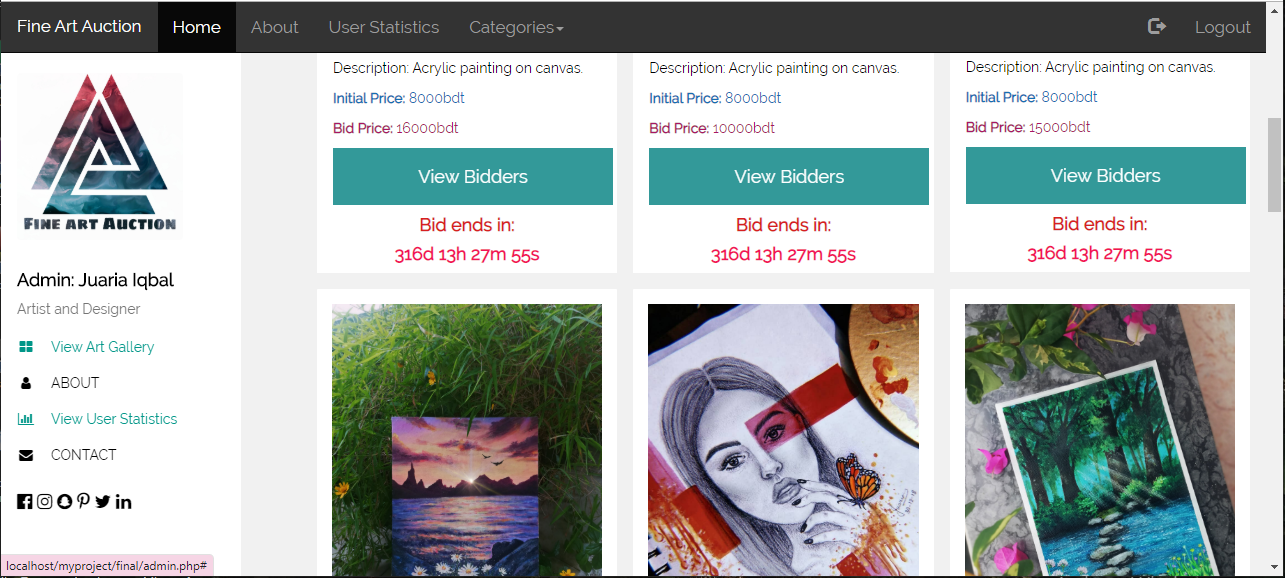 Fine Art Auction Home About User Statistics Categories Logout
FINE ART AUCTION
Admin: Juaria Iqbal
Artist and Designer
View Art Gallery
ABOUT
View User Statistics
CONTACT
Description: Acrylic painting on canvas.
Initial Price: 8000bdt
Bid Price: 16000bdt
View Bidders
Bid ends in:
316d 13h 27m 55s
Description: Acrylic painting on canvas.
Initial Price: 8000bdt
Bid Price: 10000bdt
View Bidders
Bid ends in:
316d 13h 27m 55s
Description: Acrylic painting on canvas.
Initial Price: 8000bdt
Bid Price: 15000bdt
View Bidders
Bid ends in:
316d 13h 27m 55s
localhost/myproject/final/admin.php#